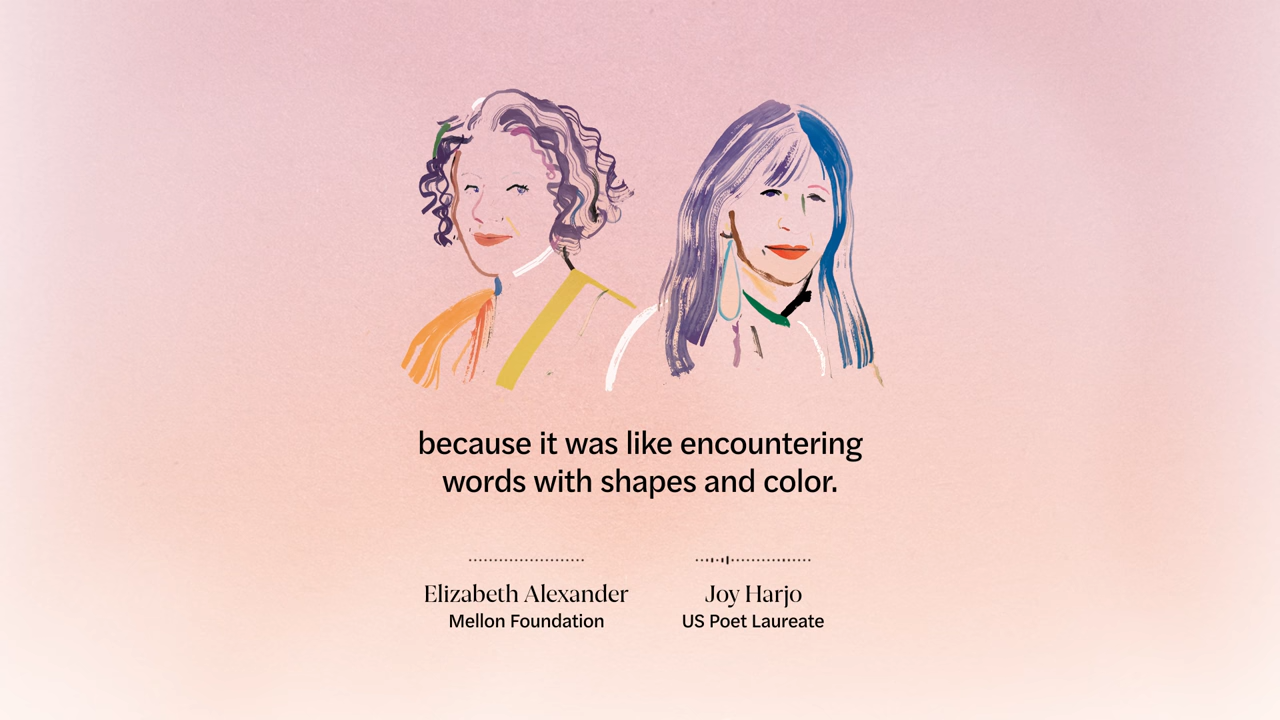 because it was like encountering
words with shapes and color.
Elizabeth Alexander
Mellon Foundation
Joy Harjo
US Poet Laureate